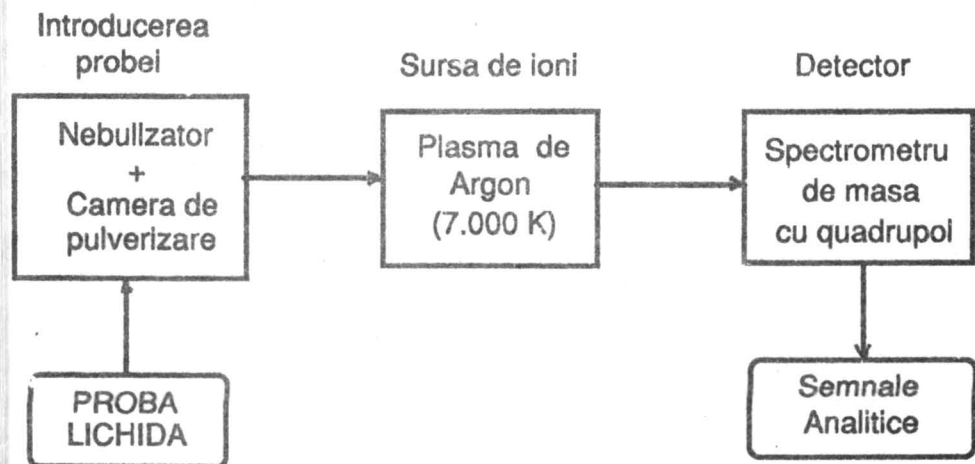 Introducerea
probei
Sursa de ioni
Detector
Nebulizator
+
Camera de
pulverizare
Plasma de
Argon
(7.000 K)
Spectrometru
de masa
cu quadrupol
PROBA
LICHIDA
Semnale
Analitice